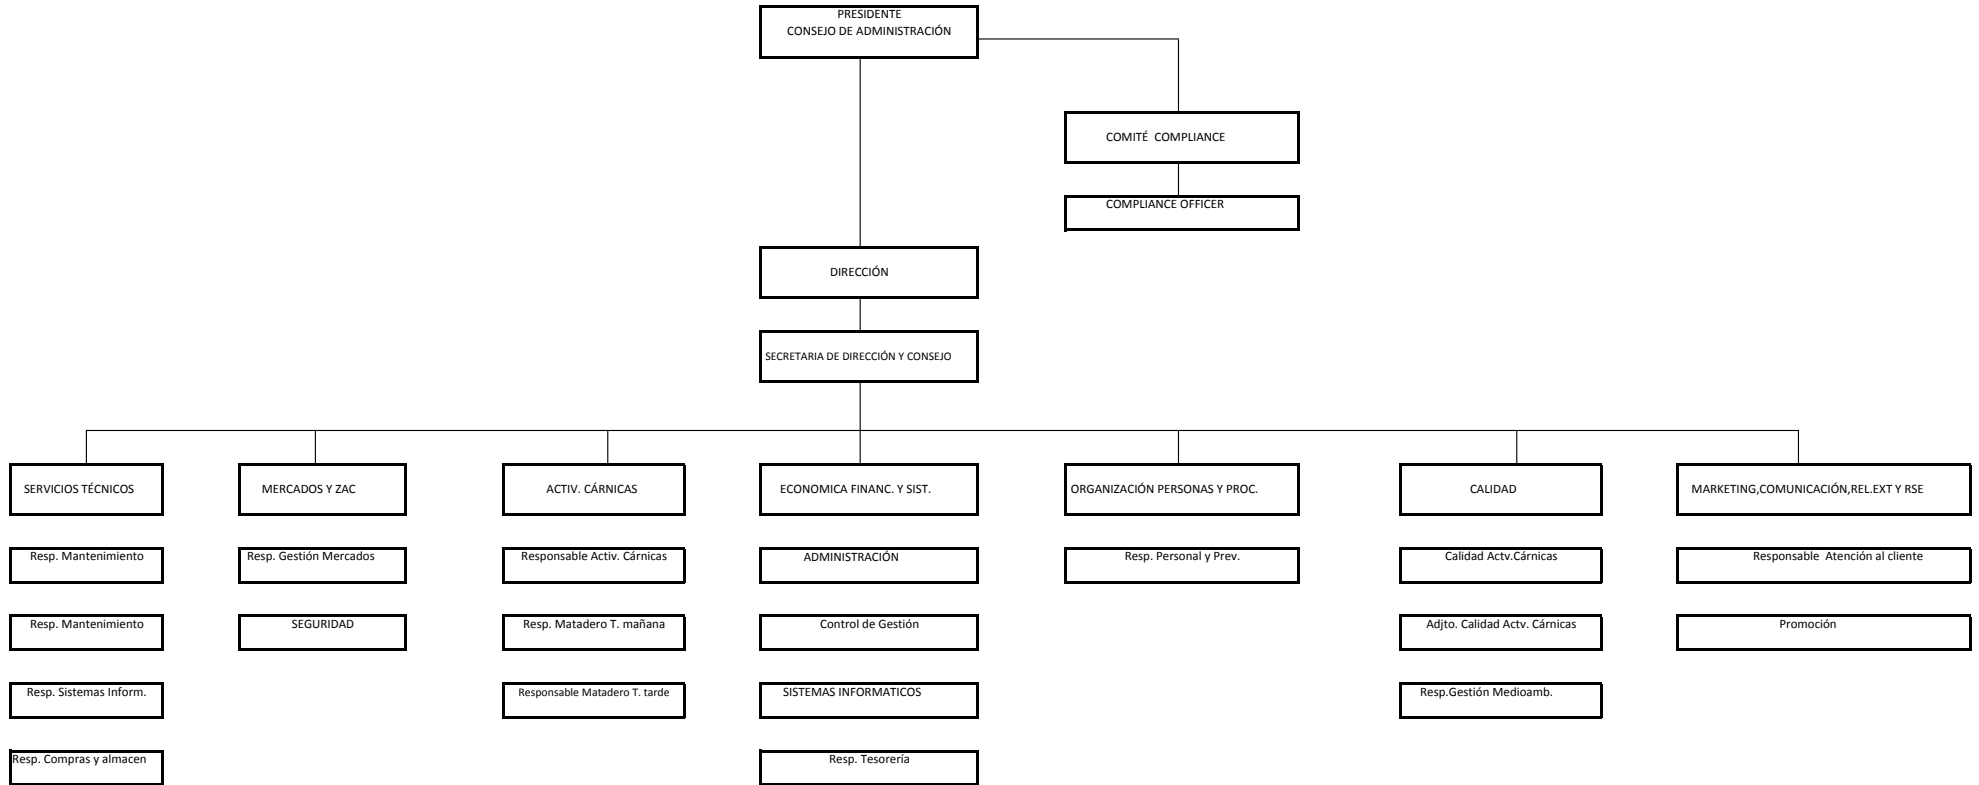 PRESIDENTE
CONSEJO DE ADMINISTRACIÓN
COMITÉ  COMPLIANCE
COMPLIANCE OFFICER
DIRECCIÓN
SECRETARIA DE DIRECCIÓN Y CONSEJO
SERVICIOS TÉCNICOS
MERCADOS Y ZAC
ACTIV. CÁRNICAS
ECONOMICA FINANC. Y SIST.
ORGANIZACIÓN PERSONAS Y PROC.
CALIDAD
MARKETING,COMUNICACIÓN,REL.EXT Y RSE
Resp. Mantenimiento
Resp. Gestión Mercados
Responsable Activ. Cárnicas
ADMINISTRACIÓN
Resp. Personal y Prev.
Calidad Actv.Cárnicas
Responsable  Atención al cliente
Resp. Mantenimiento
SEGURIDAD
Resp. Matadero T. mañana
Control de Gestión
Adjto. Calidad Actv. Cárnicas
Promoción
Resp. Sistemas Inform.
Responsable Matadero T. tarde
SISTEMAS INFORMATICOS
Resp.Gestión Medioamb.
Resp. Compras y almacen
Resp. Tesorería